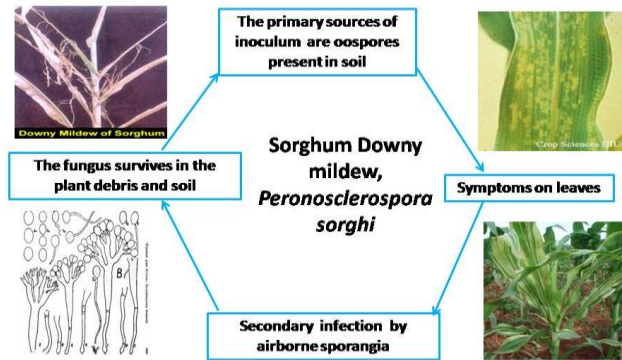 The primary sources of
inoculum are oospores
present in soil
Downy Mildew of Sorghum
Crop Sciences UIUC
The fungus survives in the
plant debris and soil
Sorghum Downy
mildew,
Peronosclerospora
sorghi
Symptoms on leaves
B
Secondary infection by
airborne sporangia